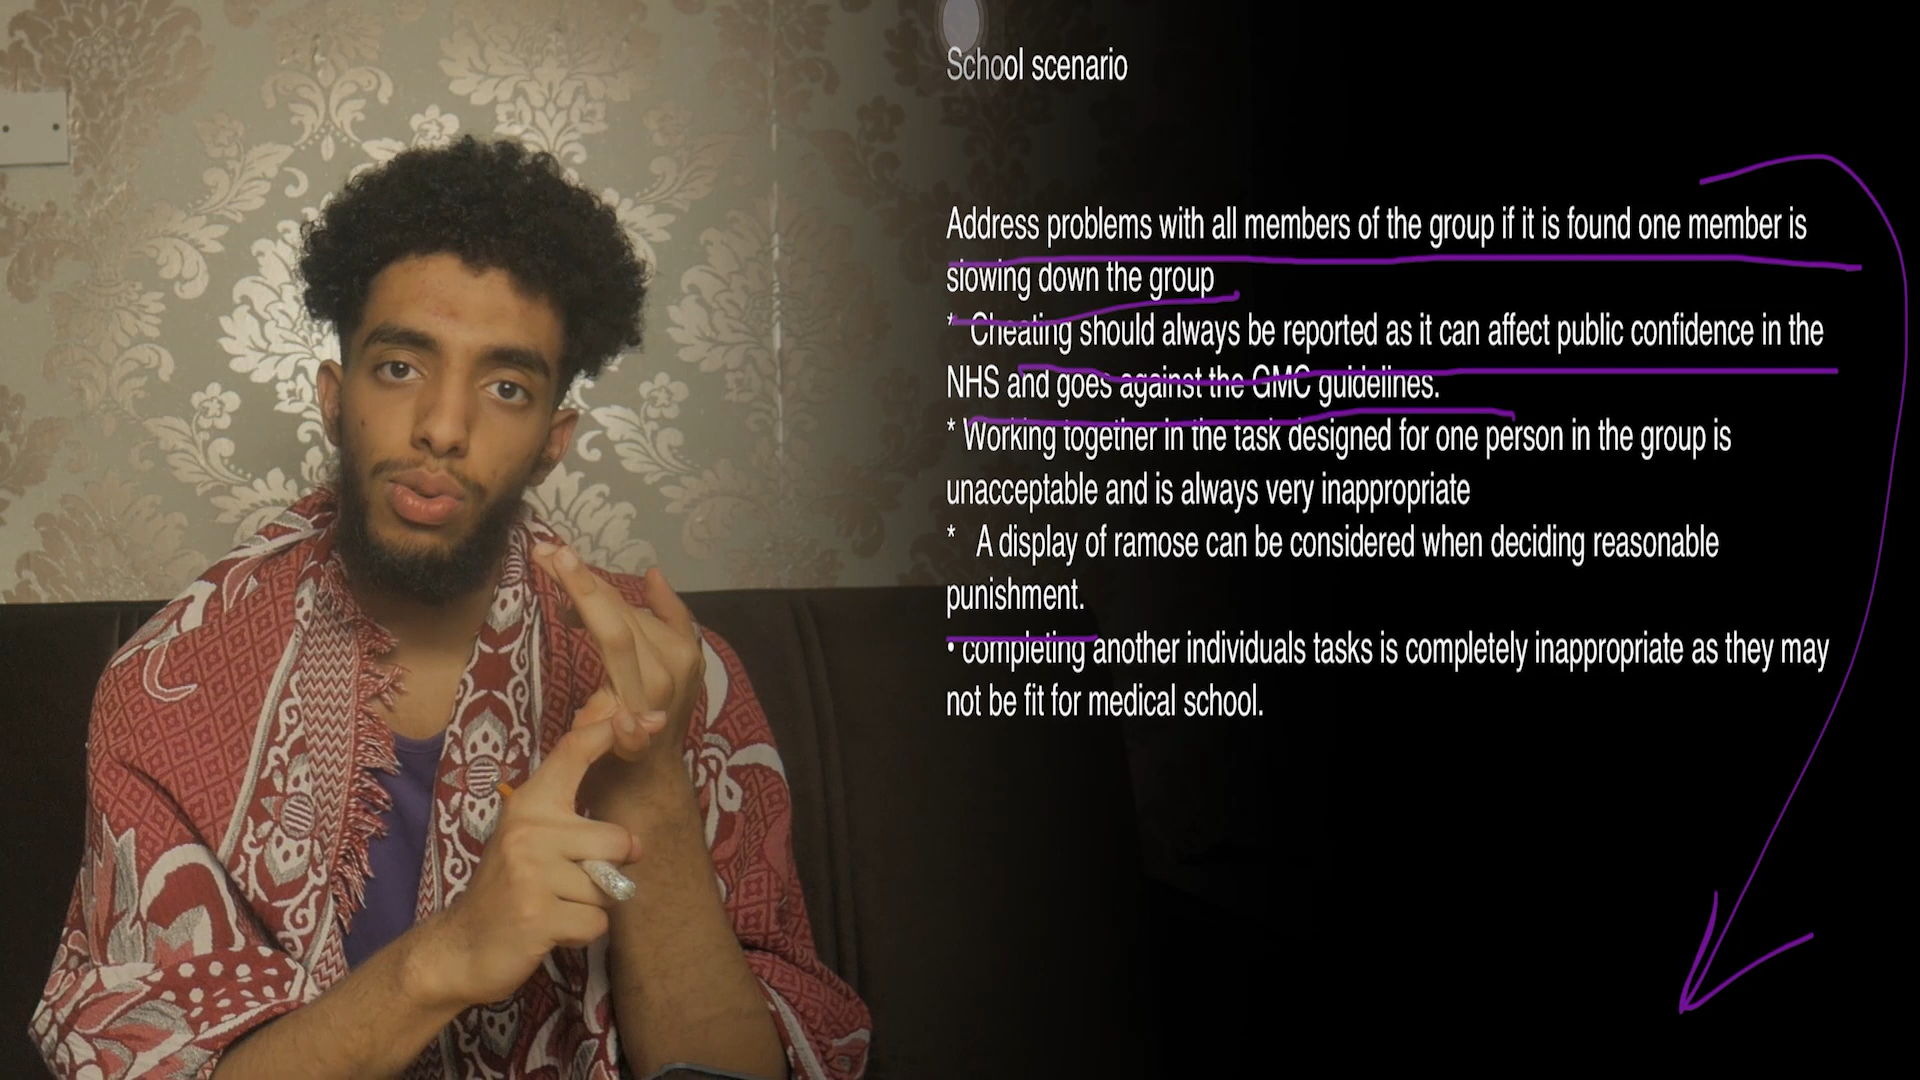 School scenario
Address problems with all members of the group if it is found one member is
slowing down the group
* Cheating should always be reported as it can affect public confidence in the
NHS and goes against the GMC guidelines.
* Working together in the task designed for one person in the group is
unacceptable and is always very inappropriate
* A display of ramose can be considered when deciding reasonable
punishment.
• completing another individuals tasks is completely inappropriate as they may
not be fit for medical school.